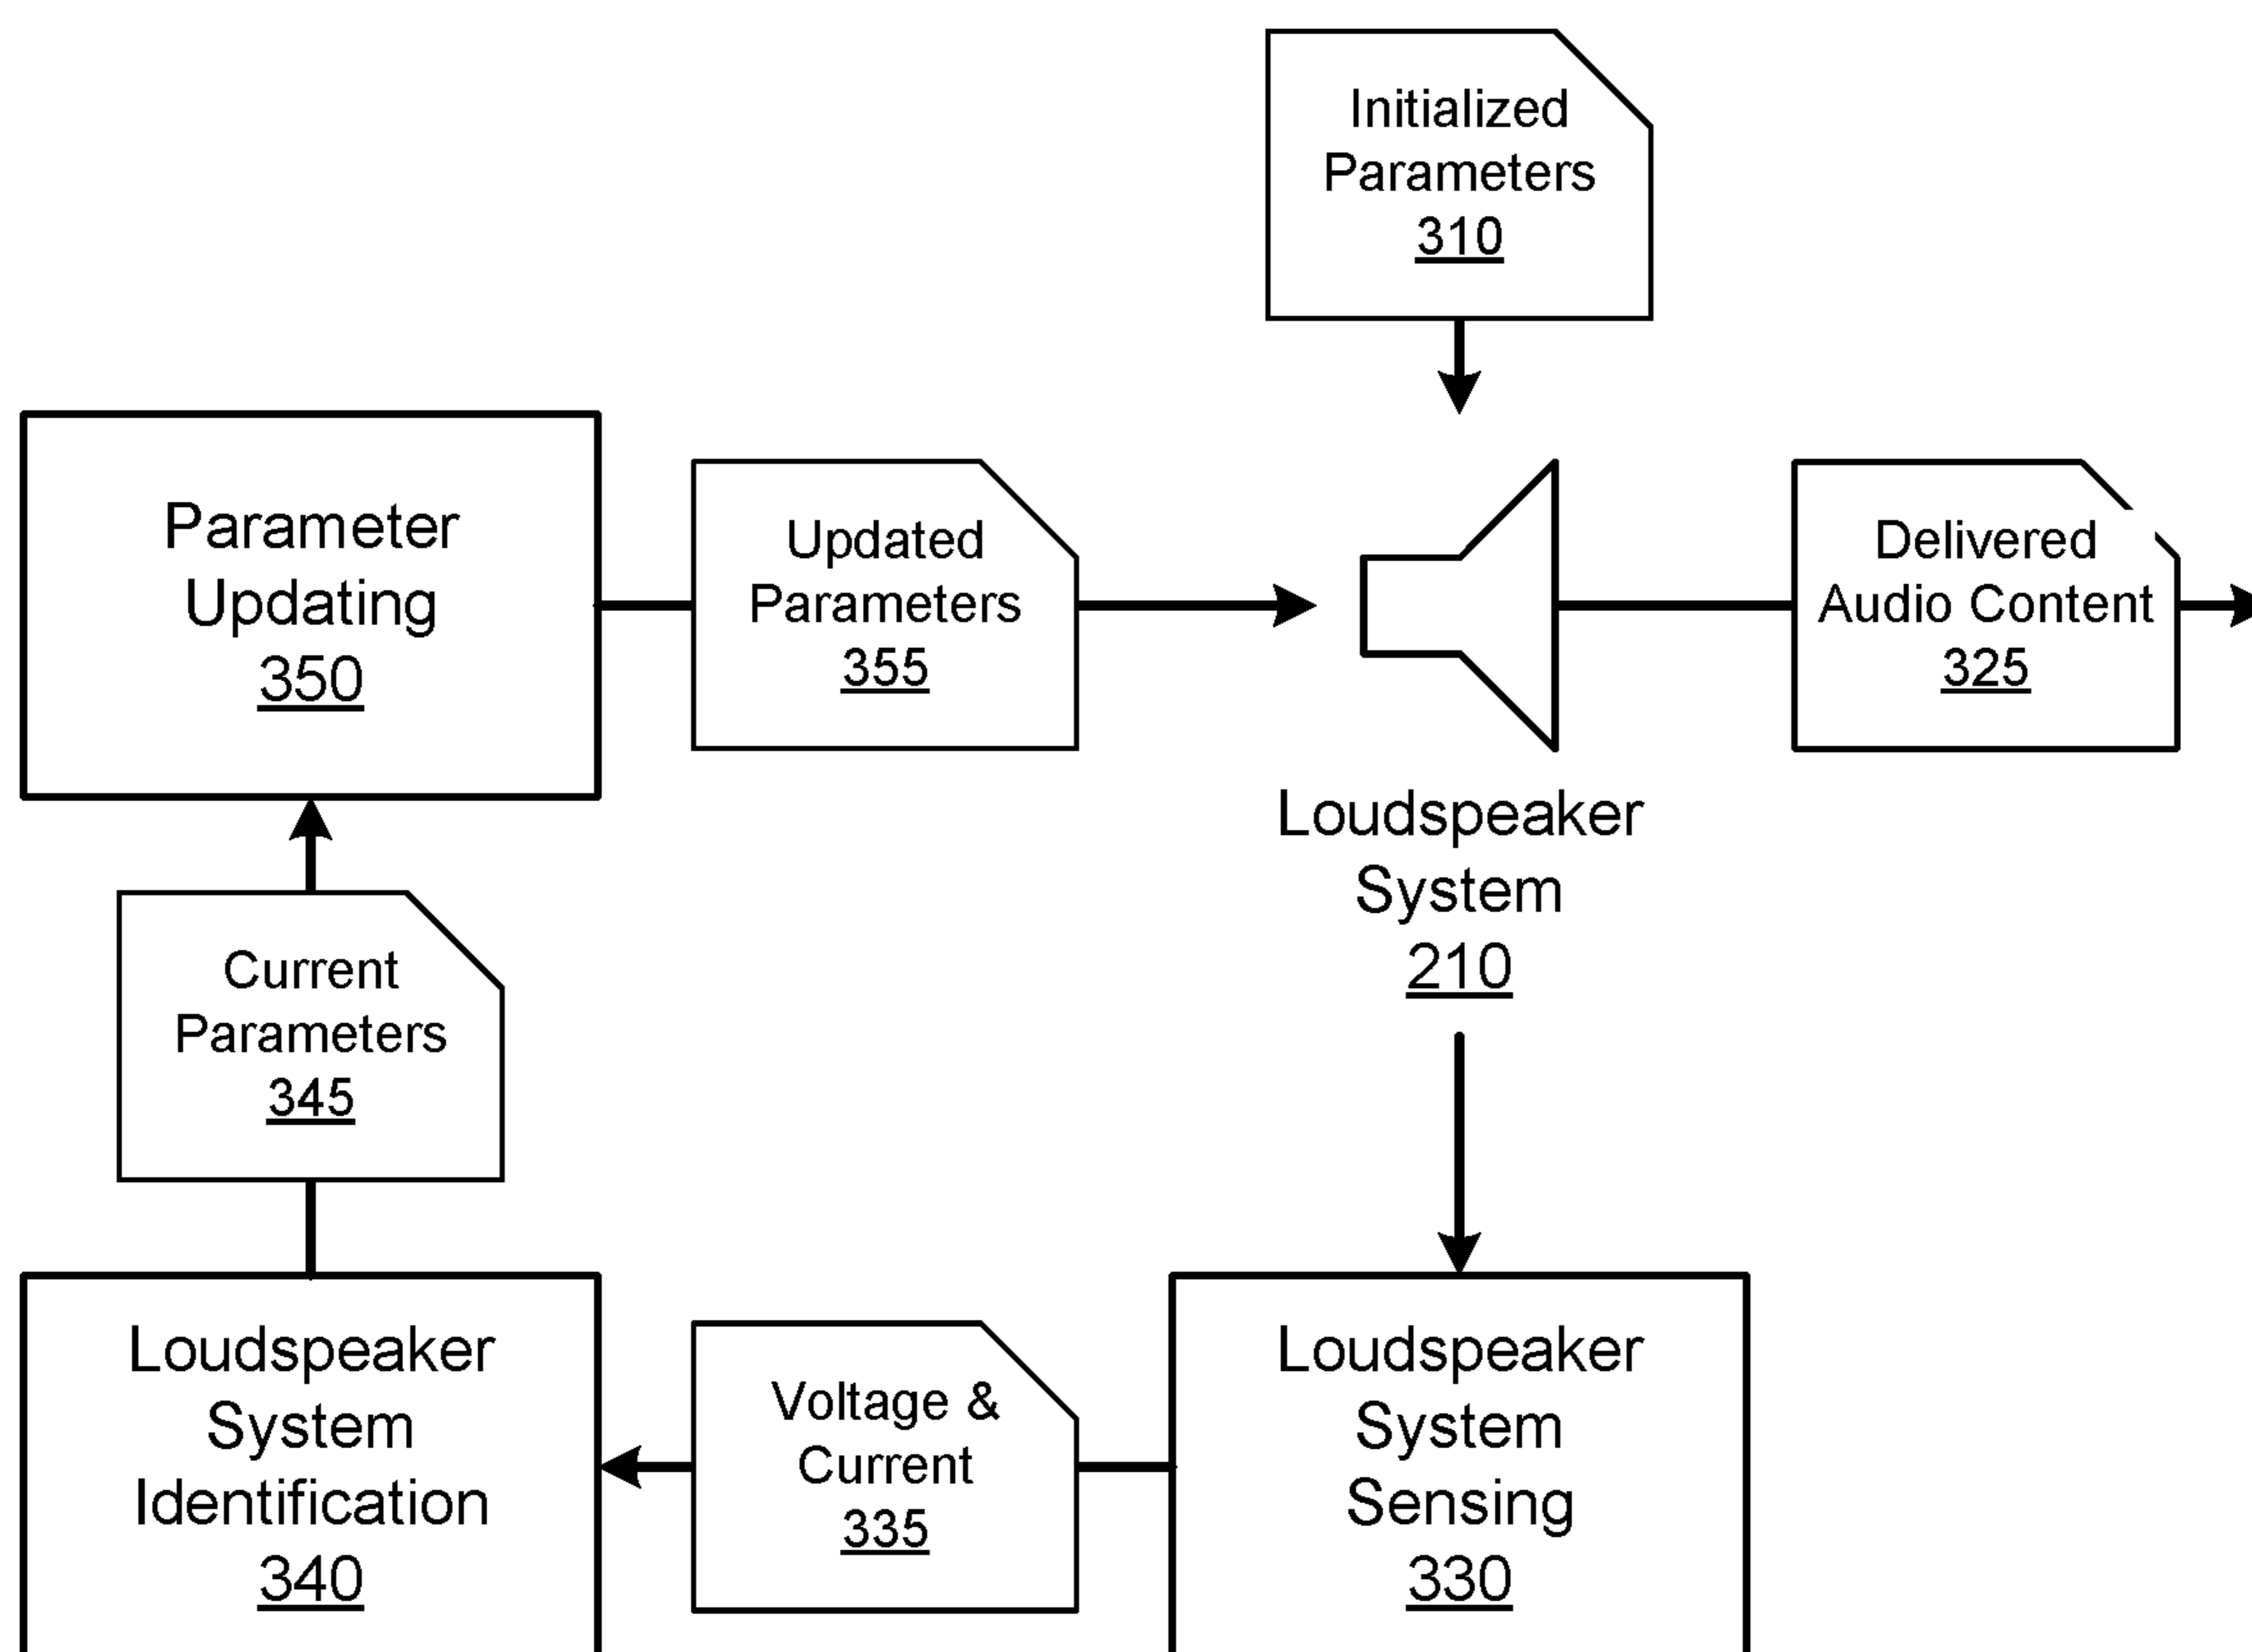 Initialized
Parameters
310
Parameter
Updating
350
Updated
Parameters
355
Delivered
Audio Content
325
Loudspeaker
System
210
Current
Parameters
345
Loudspeaker
System
Identification
340
Voltage &
Current
335
Loudspeaker
System
Sensing
330